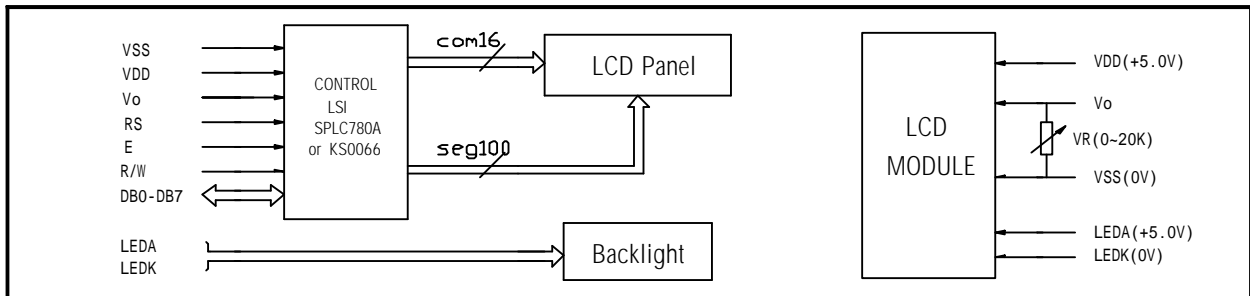 VSS
VDD
Vo
RS
E
R/W
DB0-DB7
LEDA
LEDK
CONTROL
LSI
SPLC780A
or KS0066
com16
seg100
LCD Panel
Backlight
LCD
MODULE
VDD(+5.0V)
Vo
VR(0~20K)
VSS(0V)
LEDA(+5.0V)
LEDK(0V)